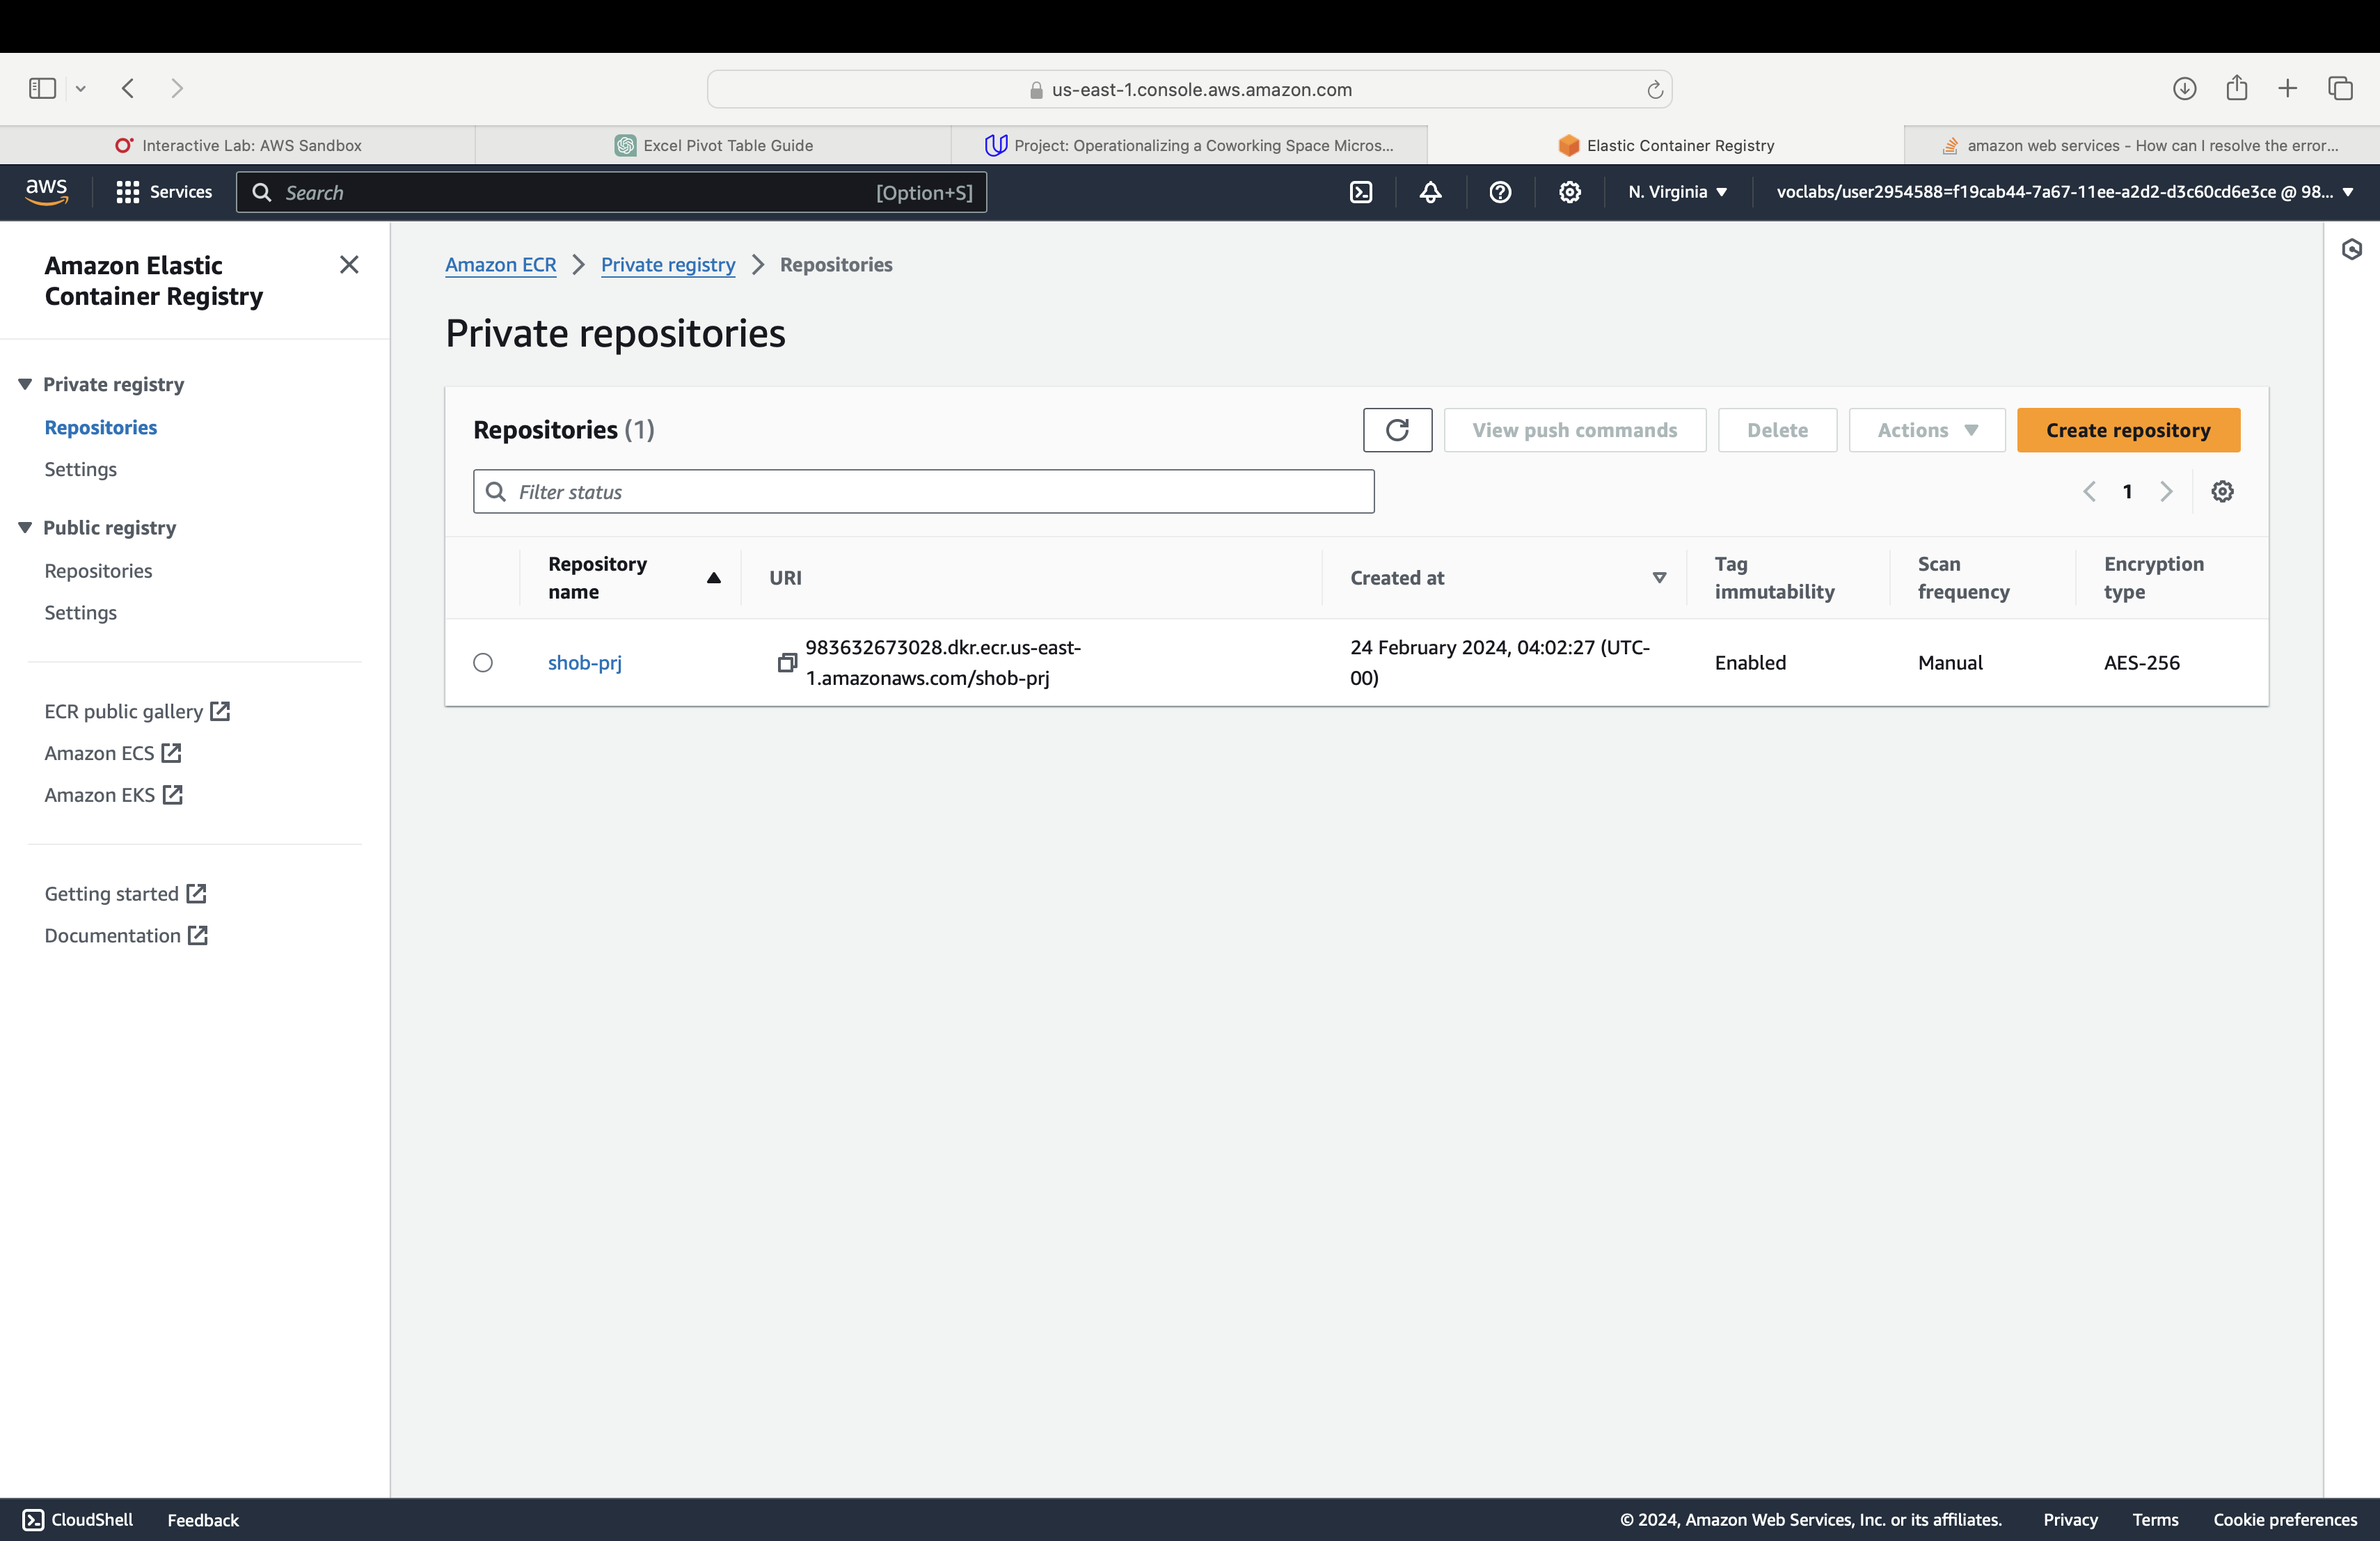 us-east-1.console.aws.amazon.com
Interactive Lab: AWS Sandbox
Excel Pivot Table Guide
Project: Operationalizing a Coworking Space Micros...
Elastic Container Registry
amazon web services - How can I resolve the error...
aws
Services
Search
[Option+S]
N. Virginia
voclabs/user2954588=f19cab44-7a67-11ee-a2d2-d3c60cd6e3ce @ 98...
Amazon Elastic
Container Registry
Private registry
Repositories
Settings
Public registry
Repositories
Settings
ECR public gallery
Amazon ECS
Amazon EKS
Getting started
Documentation
Amazon ECR
Private registry
Repositories
Private repositories
Repositories (1)
View push commands
Delete
Actions
Create repository
Filter status
1
Repository
name
URI
Created at
Tag
immutability
Scan
frequency
Encryption
type
shob-prj
983632673028.dkr.ecr.us-east-
1.amazonaws.com/shob-prj
24 February 2024, 04:02:27 (UTC-
00)
Enabled
Manual
AES-256
CloudShell
Feedback
© 2024, Amazon Web Services, Inc. or its affiliates.
Privacy
Terms
Cookie preferences